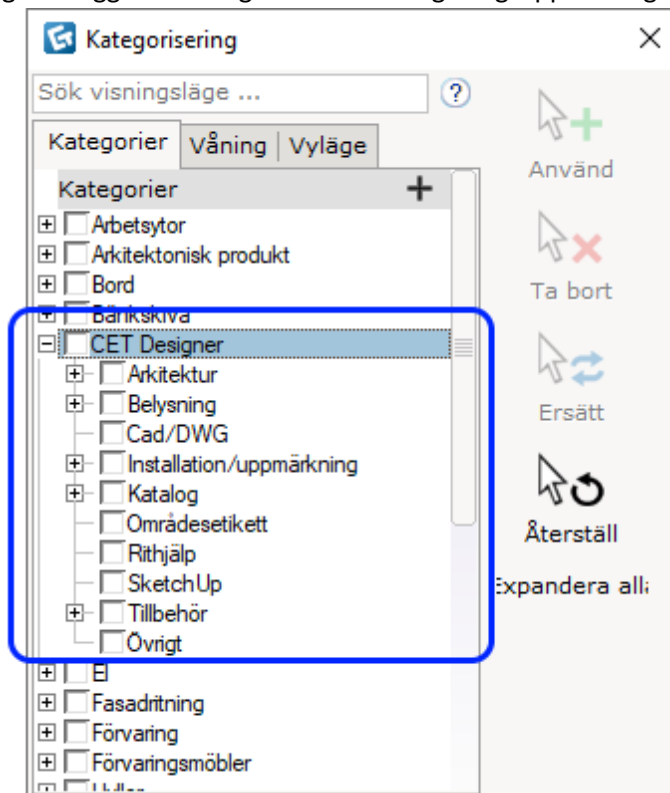 Kategorisering
Sök visningsläge ...
?
Kategorier Våning Vyläge
Kategorier
Arbetsytor
Arkitektonisk produkt
Bord
Bänkskiva
CET Designer
Arkitektur
Belysning
Cad/DWG
Installation/uppmärkning
Katalog
Områdesetikett
Rithjälp
SketchUp
Tillbehör
Övrigt
El
Fasadritning
Förvaring
Förvaringsmöbler
Använd
Ta bort
Ersätt
Återställ
Expandera alla